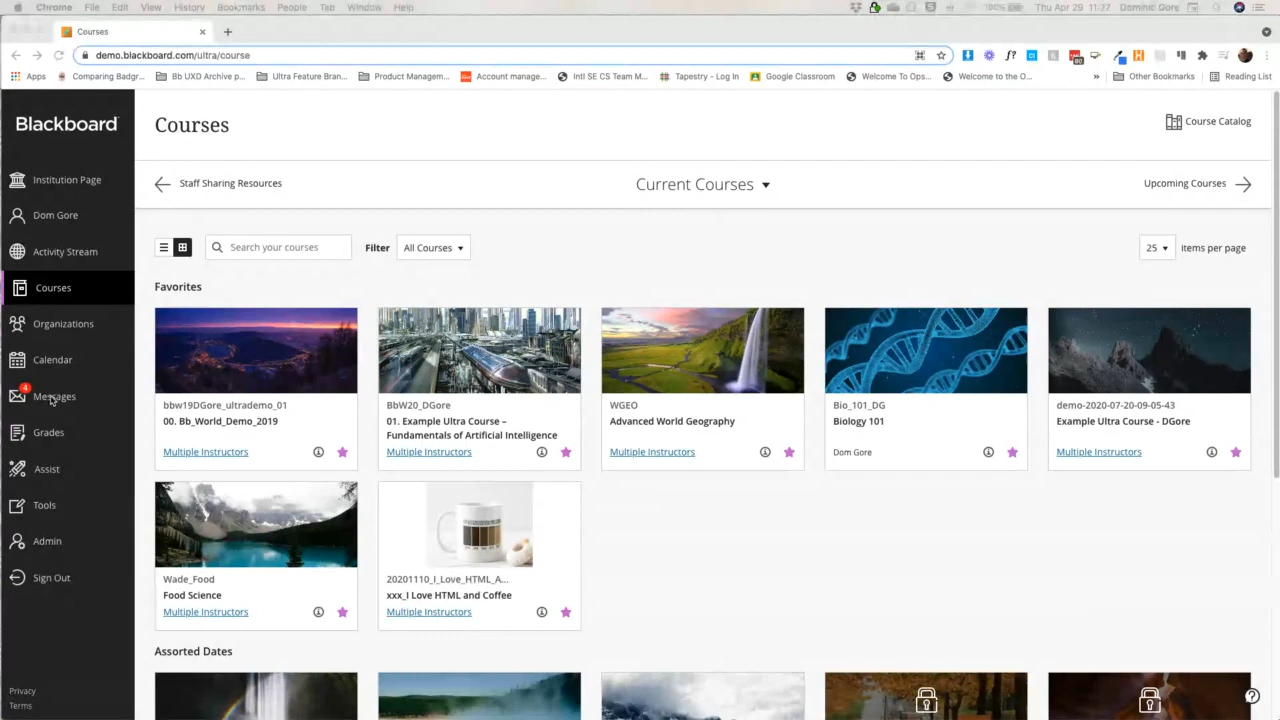 Chrome File Edit View History Bookmarks People Tab Window Help 100% Thu Apr 29 11:37 Dominic Gore
Courses
demo.blackboard.com/ultra/course
Apps Comparing Badgr... Bb UXD Archive p... Ultra Feature Bran... Product Managem... Account manage... Intl SE CS Team M... Tapestry - Log In Google Classroom Welcome To Ops... Welcome to the O... » Other Bookmarks Reading List
Blackboard
Institution Page
Dom Gore
Activity Stream
Courses
Organizations
Calendar
4
Messages
Grades
Assist
Tools
Admin
Sign Out
Privacy
Terms
Courses
Course Catalog
Staff Sharing Resources
Current Courses
Upcoming Courses
Search your courses
Filter All Courses
25 items per page
Favorites
bbw19DGore_ultrademo_01
00. Bb_World_Demo_2019
Multiple Instructors
BbW20_DGore
01. Example Ultra Course –
Fundamentals of Artificial Intelligence
Multiple Instructors
WGEO
Advanced World Geography
Multiple Instructors
Bio_101_DG
Biology 101
Dom Gore
demo-2020-07-20-09-05-43
Example Ultra Course - DGore
Multiple Instructors
Wade_Food
Food Science
Multiple Instructors
20201110_I_Love_HTML_A...
xxx_I Love HTML and Coffee
Multiple Instructors
Assorted Dates